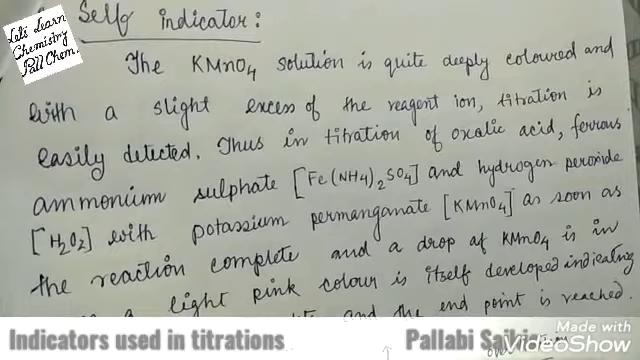 Let's Learn
Chemistry
Pall Chem.
Self indicator:
The KMnO4 solution is quite deeply coloured and
with a slight excess of the reagent ion, titration is
easily detected. Thus in titration of oxalic acid, ferrous
ammonium sulphate [Fe(NH4)2SO4] and hydrogen peroxide
[H2O2] with potassium permanganate [KMnO4] as soon as
the reaction complete and a drop of KMnO4 is in
a light pink colour is itself developed indicating
and the end point is reached.
Indicators used in titrations
Pallabi Saikia
Made with
VideoShow